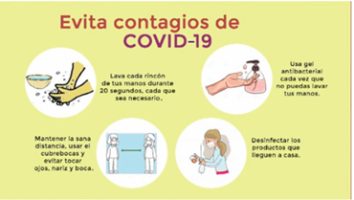 Evita contagios de
COVID-19
Lava cada rincón
de tus manos durante
20 segundos, cada que
sea necesario.
Usa gel
antibacterial
cada vez que
no puedas lavar
tus manos.
Mantener la sana
distancia, usar el
cubrebocas y
evitar tocar
ojos, nariz y boca.
Desinfectar los
productos que
lleguen a casa.